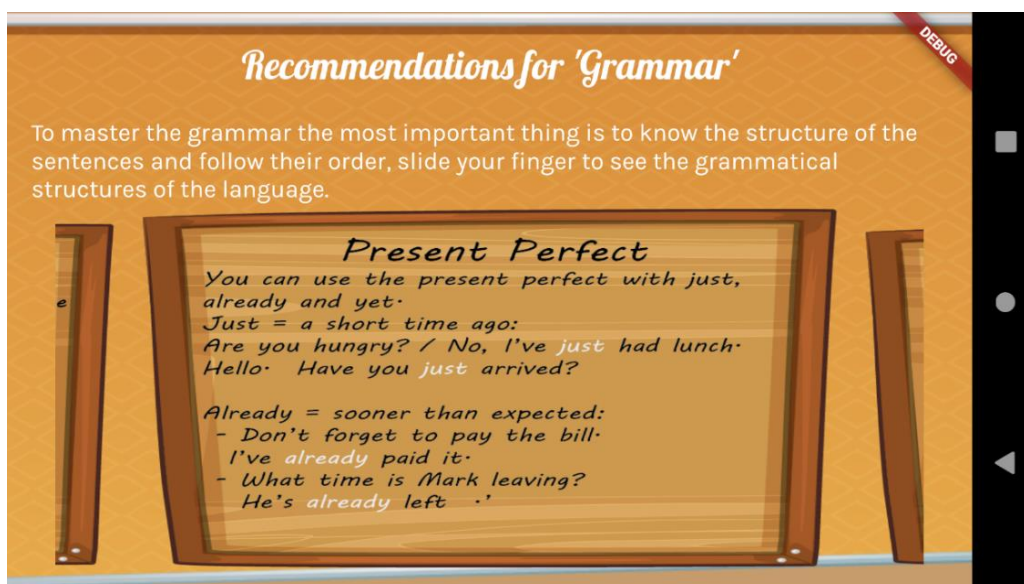 DEBUG
Recommendations for 'Grammar'
To master the grammar the most important thing is to know the structure of the
sentences and follow their order, slide your finger to see the grammatical
structures of the language.
e
Present Perfect
You can use the present perfect with just,
already and yet.
Just = a short time ago:
Are you hungry? / No, I've just had lunch.
Hello. Have you just arrived?
Already = sooner than expected:
- Don't forget to pay the bill.
I've already paid it.
- What time is Mark leaving?
He's already left .'